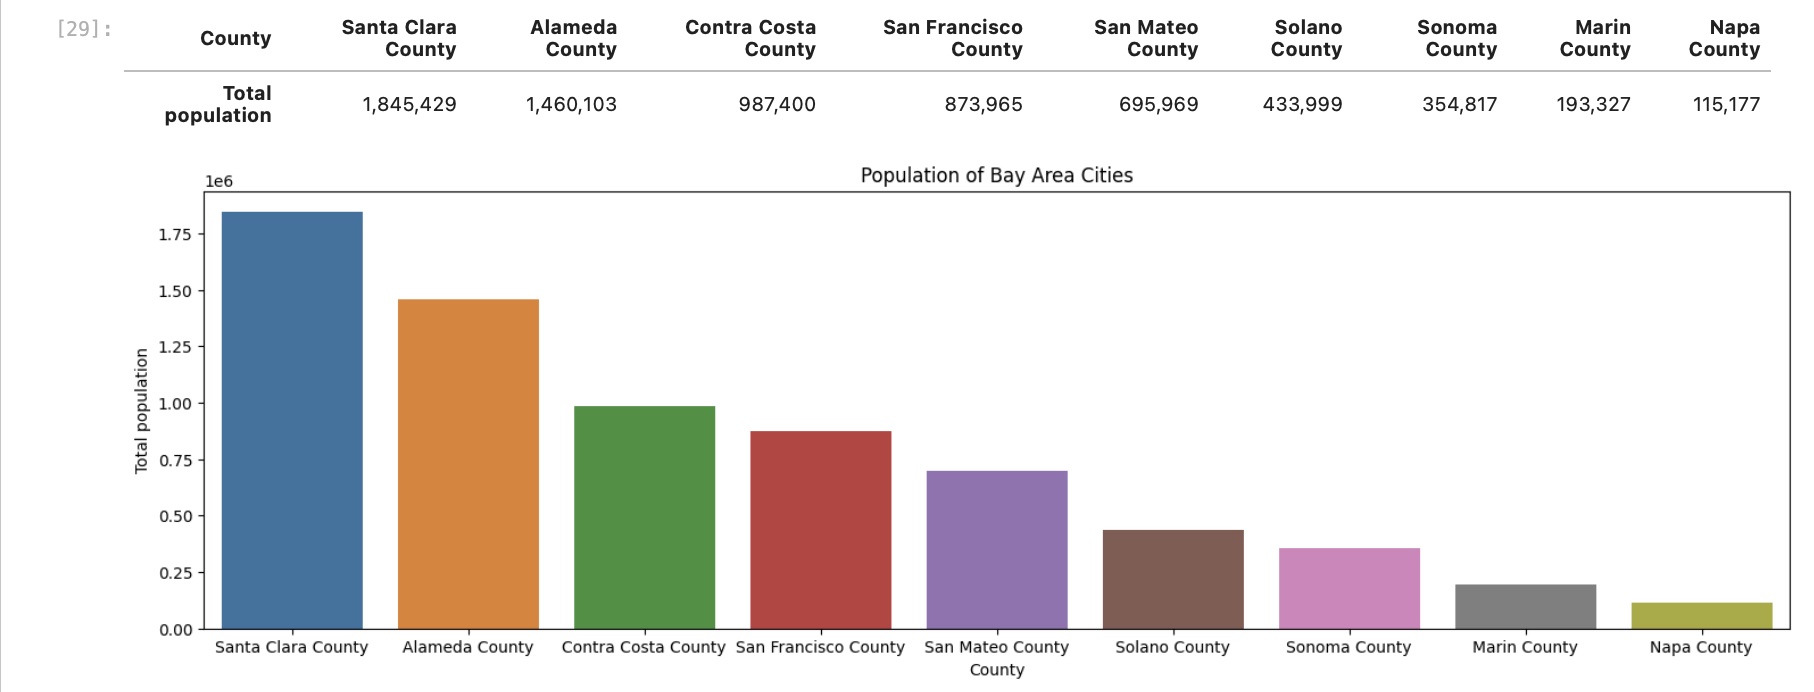 [29]:
County Santa Clara County Alameda County Contra Costa County San Francisco County San Mateo County Solano County Sonoma County Marin County Napa County
Total population 1,845,429 1,460,103 987,400 873,965 695,969 433,999 354,817 193,327 115,177
Population of Bay Area Cities
1e6
1.75
1.50
1.25
1.00
0.75
0.50
0.25
0.00
Total population
Santa Clara County Alameda County Contra Costa County San Francisco County San Mateo County Solano County Sonoma County Marin County Napa County
County